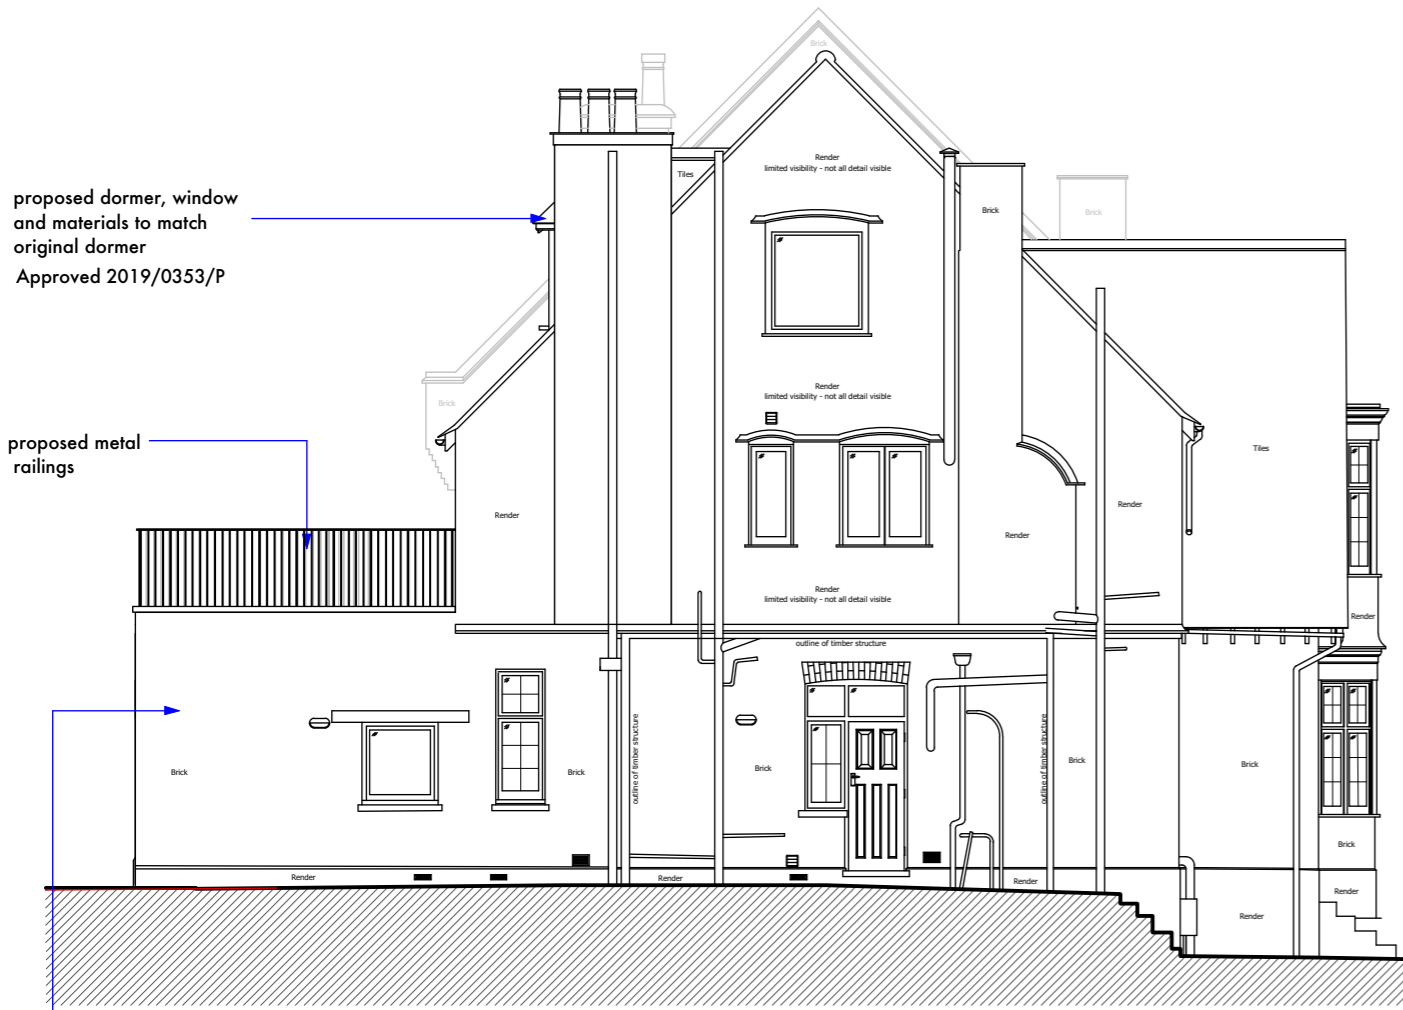 Brick
Render
limited visibility - not all detail visible
Tiles
proposed dormer, window
and materials to match
original dormer
Approved 2019/0353/P
Brick
Brick
Render
limited visibility - not all detail visible
Brick
proposed metal
railings
Tiles
Render
Render
Render
Render
limited visibility - not all detail visible
Render
outline of timber structure
outline of timber structure
outline of timber structure
Brick
Brick
Brick
Brick
Brick
Brick
Render
Render
Render
Render
Render